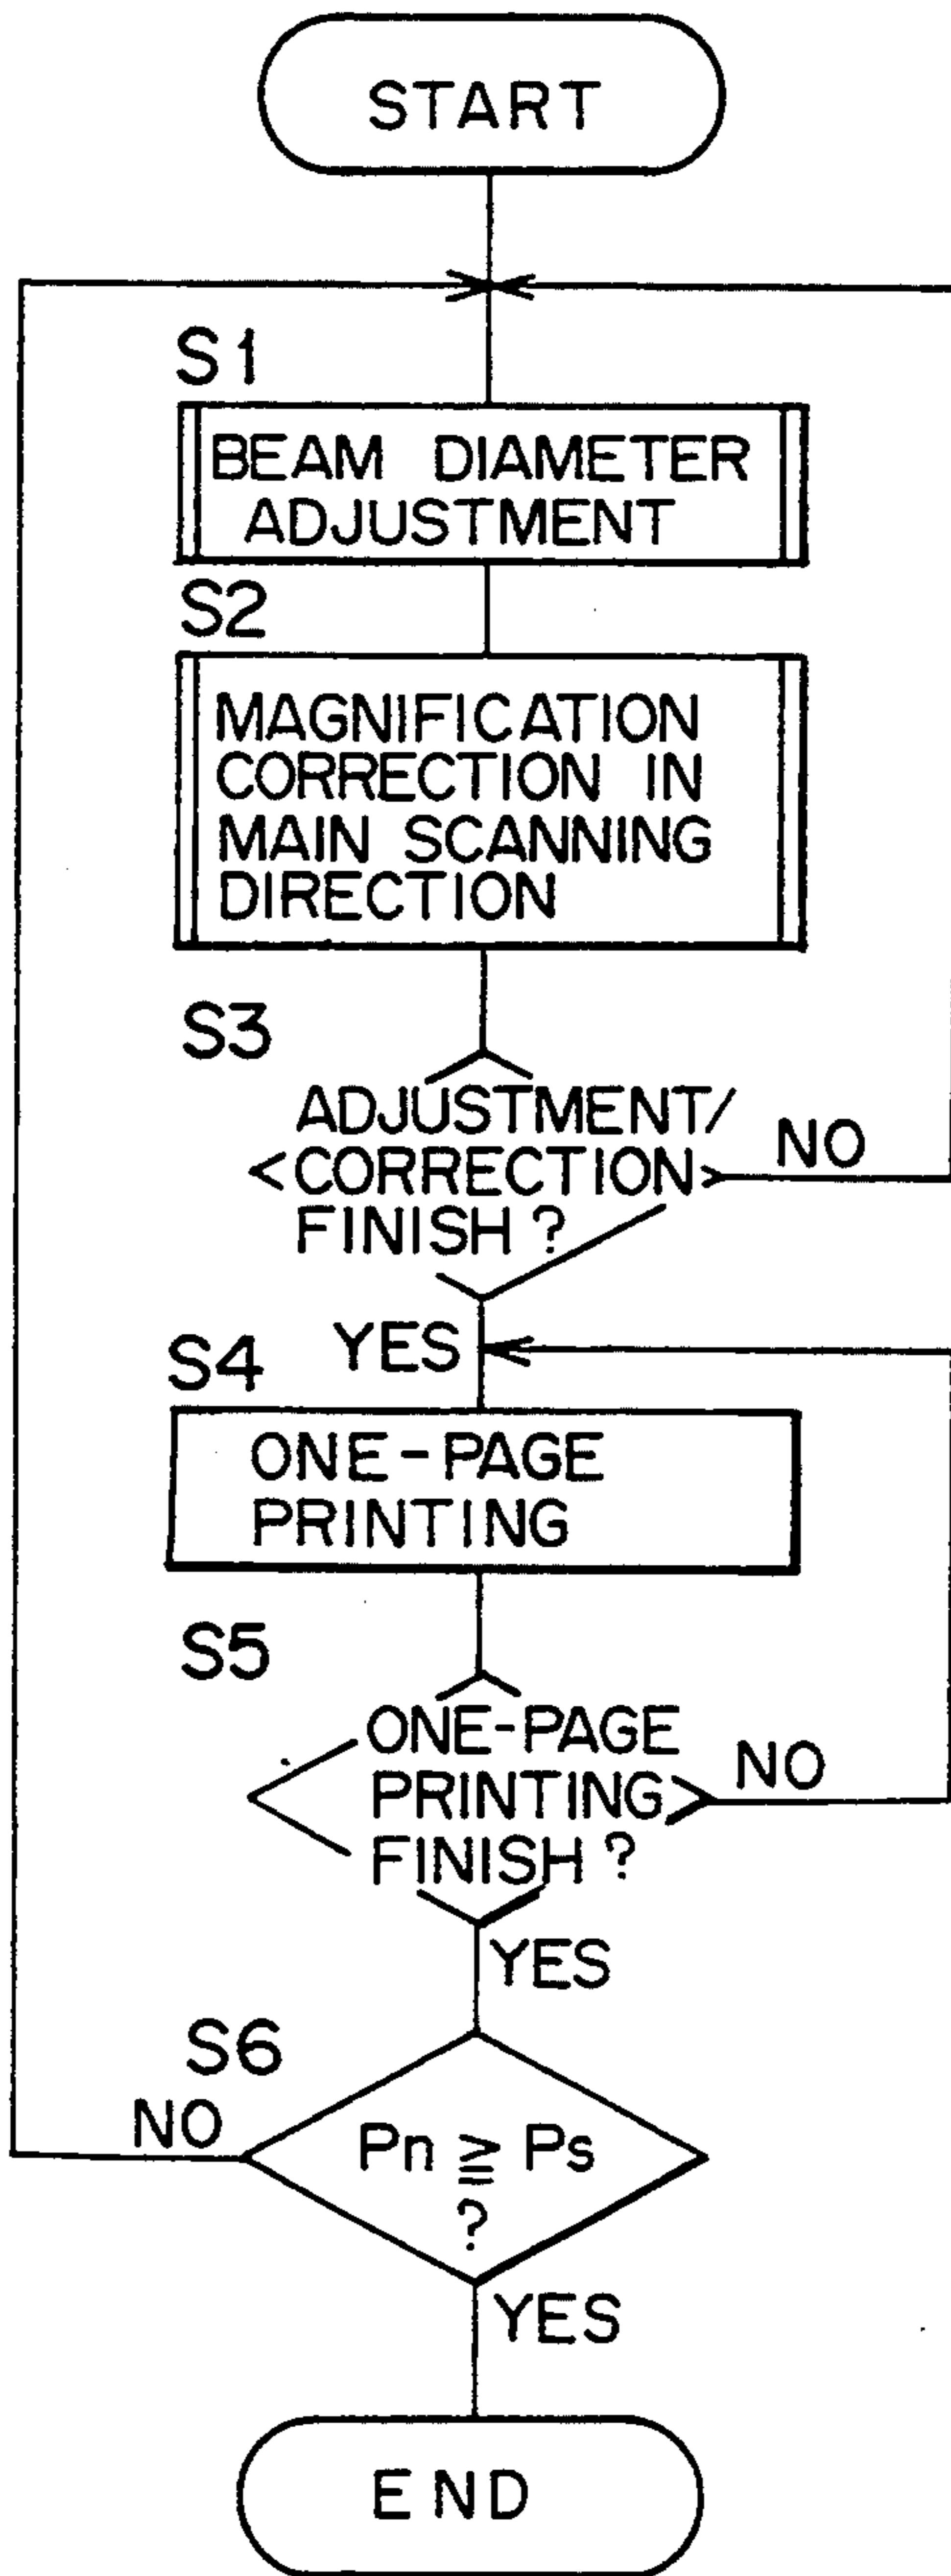 START
S1
BEAM DIAMETER
ADJUSTMENT
S2
MAGNIFICATION
CORRECTION IN
MAIN SCANNING
DIRECTION
S3
ADJUSTMENT/
CORRECTION
FINISH?
NO
YES
S4
ONE-PAGE
PRINTING
S5
ONE-PAGE
PRINTING
FINISH?
NO
YES
S6
NO
Pn ≧ Ps
?
YES
END